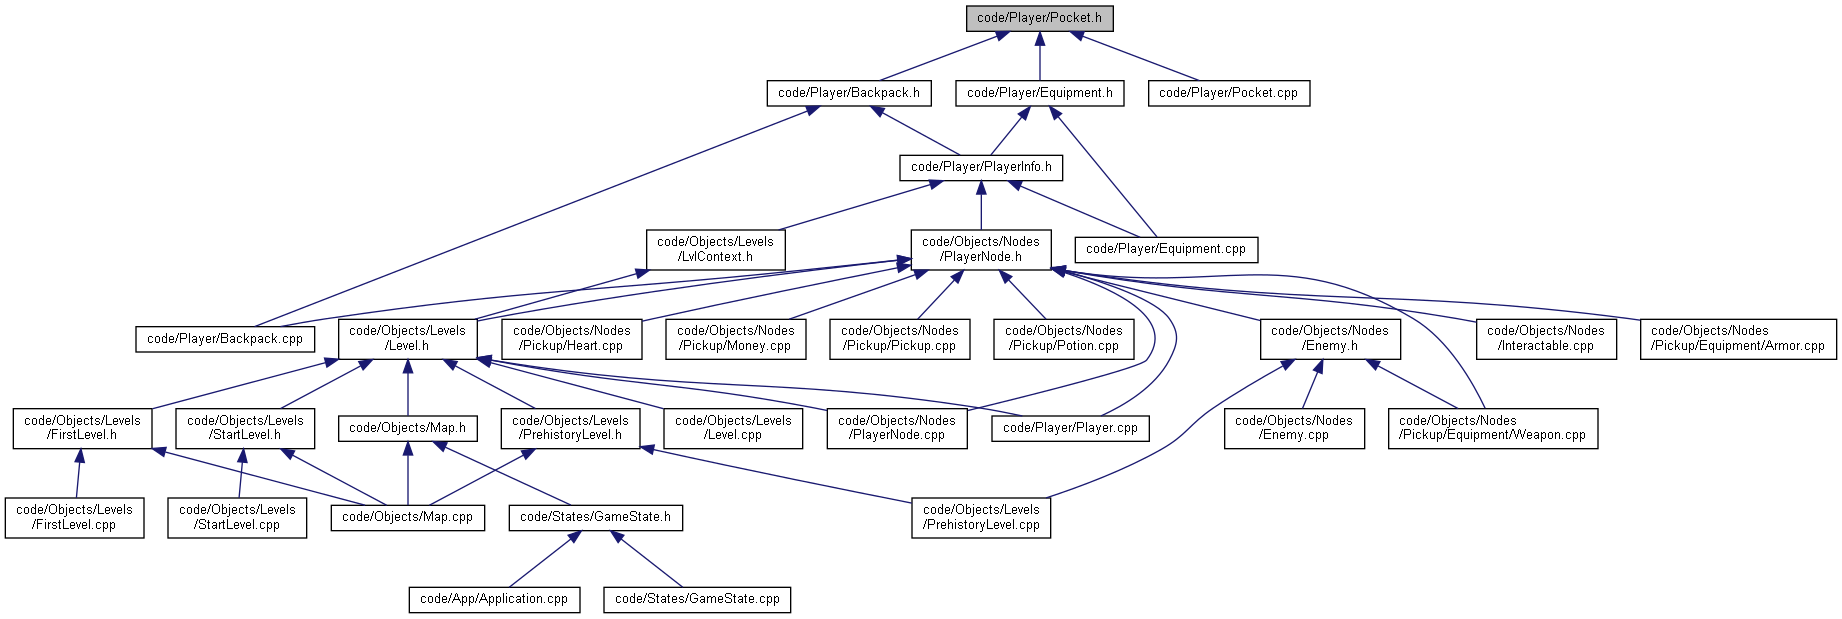 code/Player/Pocket.h
code/Player/Backpack.h
code/Player/Equipment.h
code/Player/Pocket.cpp
code/Player/PlayerInfo.h
code/Objects/Levels
/LvlContext.h
code/Objects/Nodes
/PlayerNode.h
code/Player/Equipment.cpp
code/Player/Backpack.cpp
code/Objects/Levels
/Level.h
code/Objects/Nodes
/Pickup/Heart.cpp
code/Objects/Nodes
/Pickup/Money.cpp
code/Objects/Nodes
/Pickup/Pickup.cpp
code/Objects/Nodes
/Pickup/Potion.cpp
code/Objects/Nodes
/Enemy.h
code/Objects/Nodes
/Interactable.cpp
code/Objects/Nodes
/Pickup/Equipment/Armor.cpp
code/Objects/Levels
/FirstLevel.h
code/Objects/Levels
/StartLevel.h
code/Objects/Map.h
code/Objects/Levels
/PrehistoryLevel.h
code/Objects/Levels
/Level.cpp
code/Objects/Nodes
/PlayerNode.cpp
code/Player/Player.cpp
code/Objects/Nodes
/Enemy.cpp
code/Objects/Nodes
/Pickup/Equipment/Weapon.cpp
code/Objects/Levels
/FirstLevel.cpp
code/Objects/Levels
/StartLevel.cpp
code/Objects/Map.cpp
code/States/GameState.h
code/Objects/Levels
/PrehistoryLevel.cpp
code/App/Application.cpp
code/States/GameState.cpp